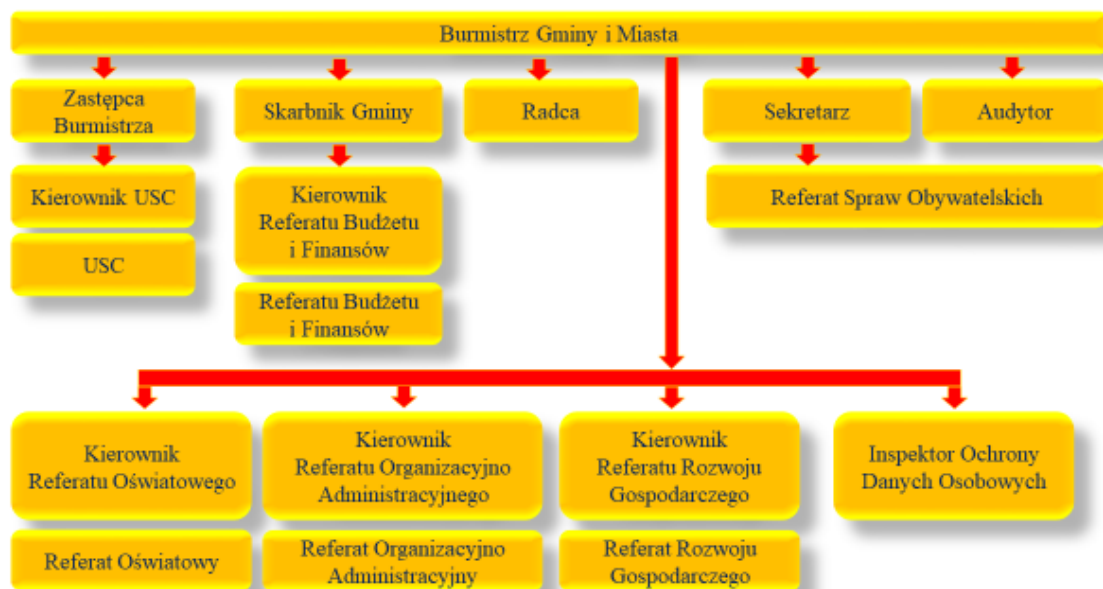 Burmistrz Gminy i Miasta
Zastępca
Burmistrza
Skarbnik Gminy
Radca
Sekretarz
Audytor
Kierownik USC
Kierownik
Referatu Budżetu
i Finansów
Referat Spraw Obywatelskich
USC
Referatu Budżetu
i Finansów
Kierownik
Referatu Oświatowego
Kierownik
Referatu Organizacyjno
Administracyjnego
Kierownik
Referatu Rozwoju
Gospodarczego
Inspektor Ochrony
Danych Osobowych
Referat Oświatowy
Referat Organizacyjno
Administracyjny
Referat Rozwoju
Gospodarczego